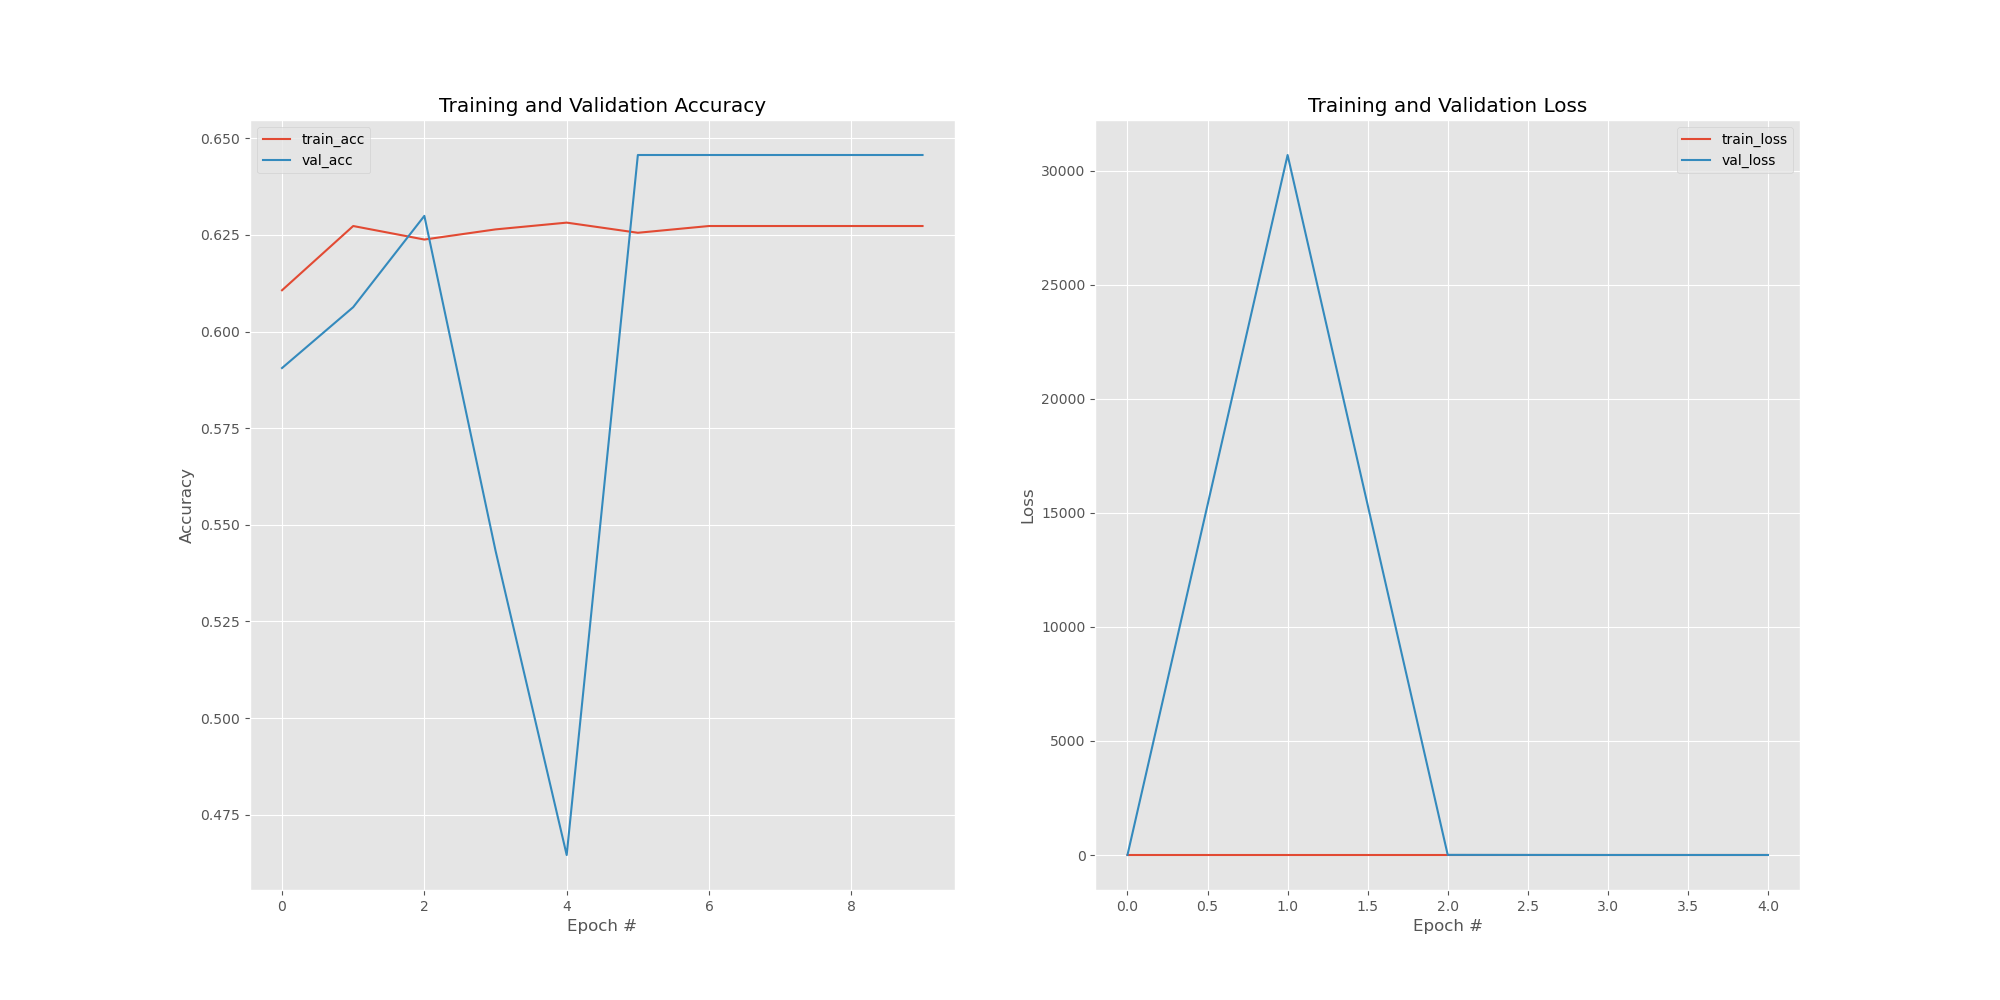 Training and Validation Accuracy
train_acc
val_acc
0.650
0.625
0.600
0.575
0.550
0.525
0.500
0.475
Accuracy
0 2 4 6 8
Epoch #
Training and Validation Loss
train_loss
val_loss
30000
25000
20000
15000
10000
5000
0
Loss
0.0 0.5 1.0 1.5 2.0 2.5 3.0 3.5 4.0
Epoch #